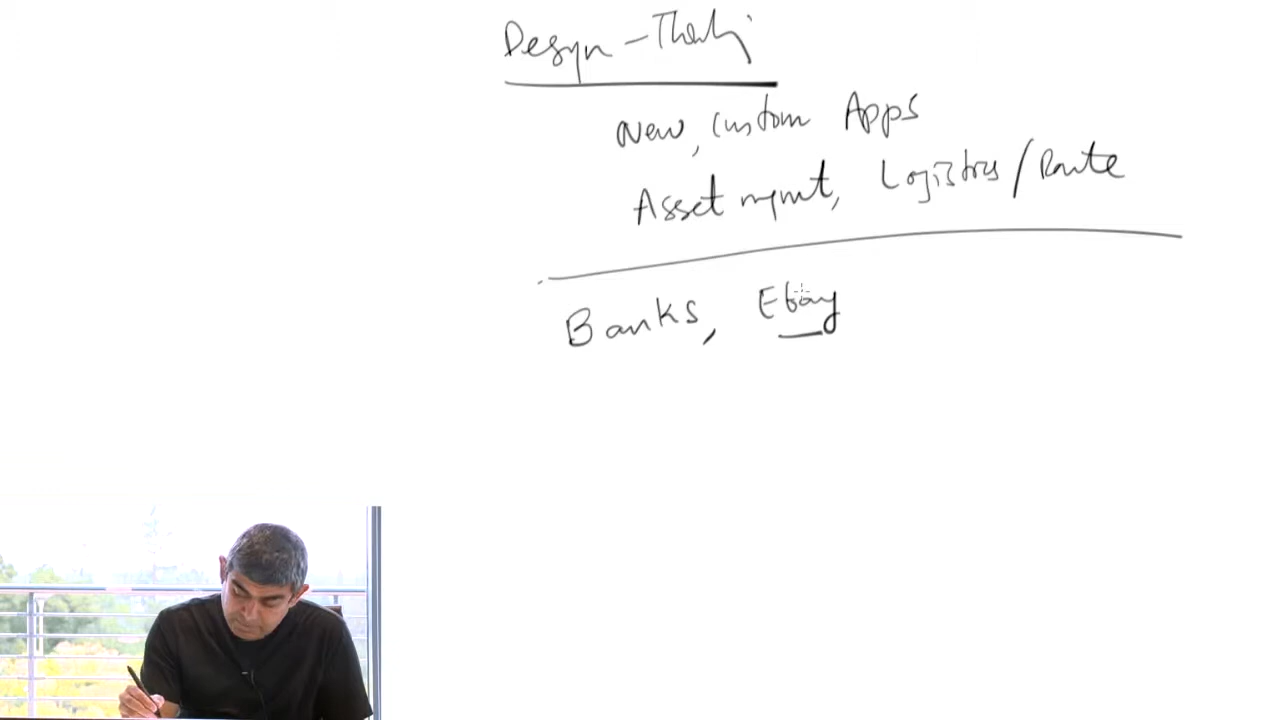 Design-Thinking
New, custom Apps
Asset mgmt, Logistics/Route
Banks, Ebay